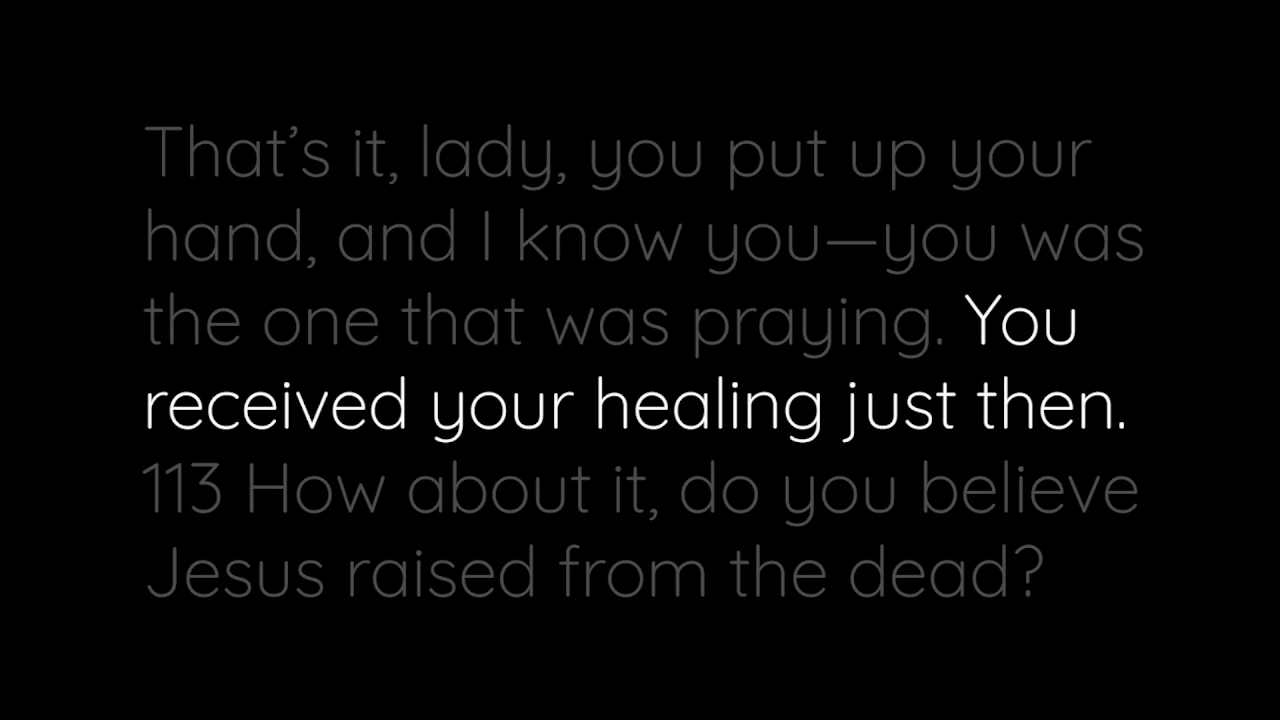 That’s it, lady, you put up your
hand, and I know you—you was
the one that was praying. You
received your healing just then.
113 How about it, do you believe
Jesus raised from the dead?